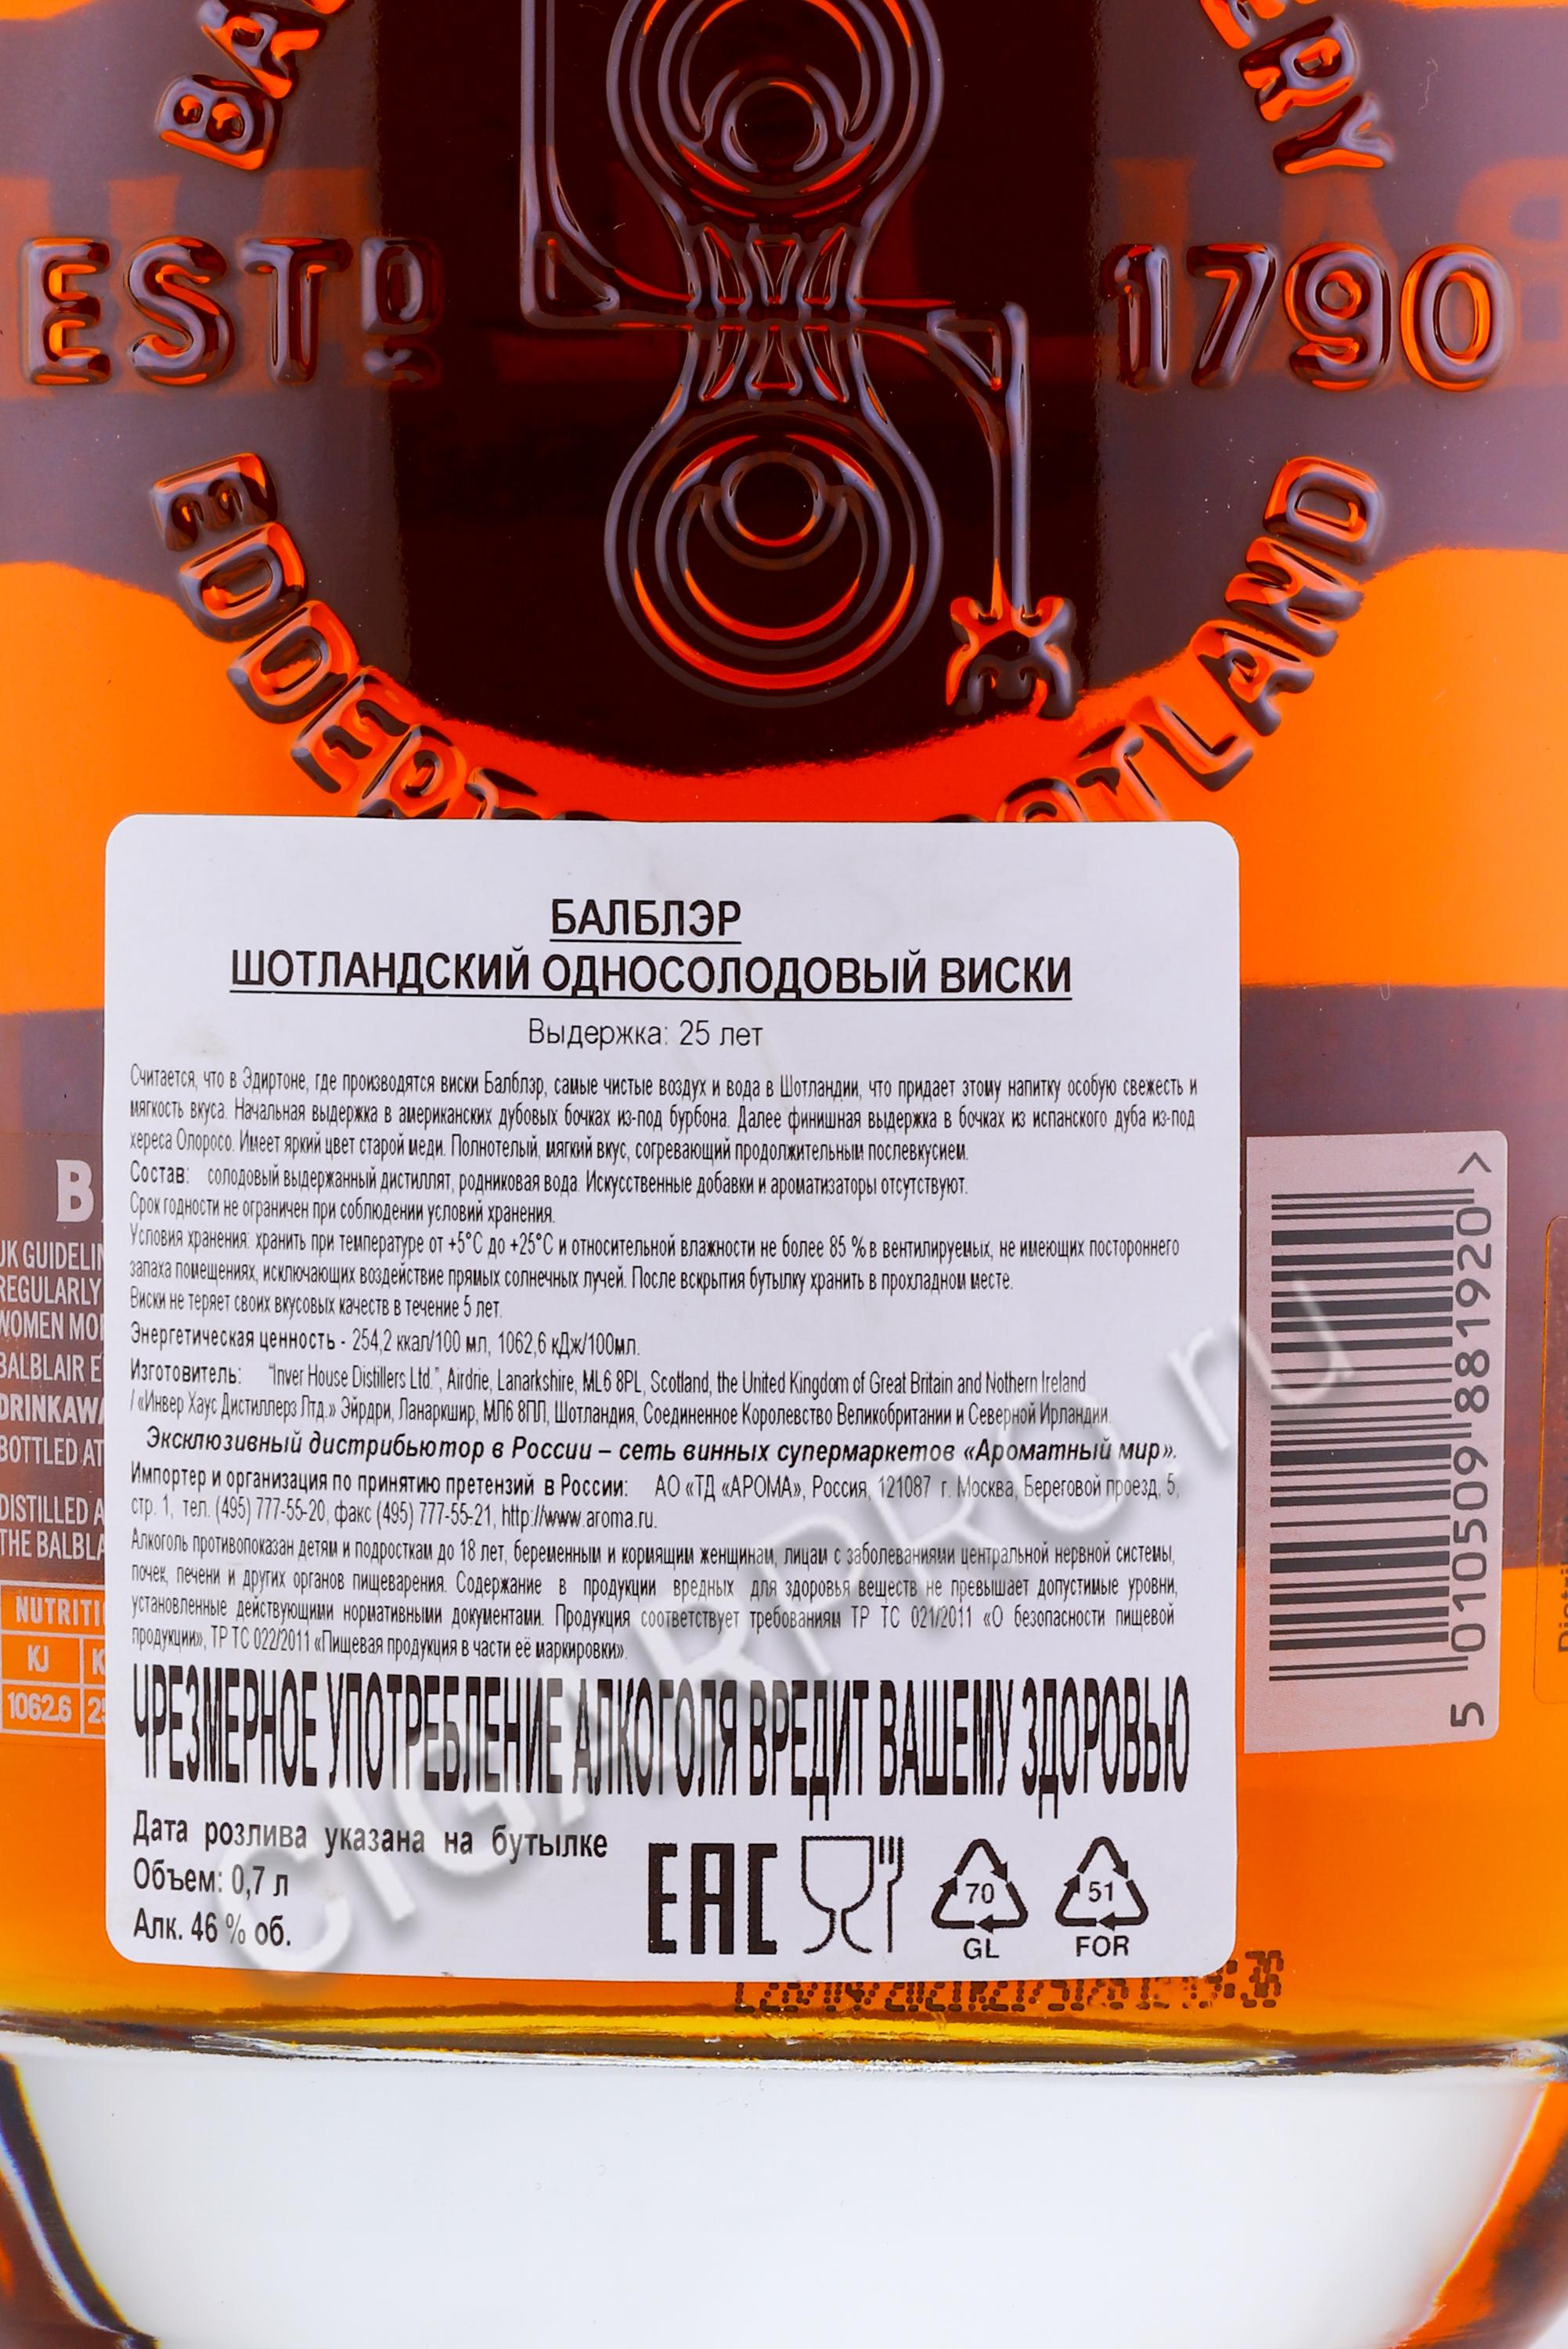 ESTD 1790
SCOTLAND
БАЛБЛЭР
ШОТЛАНДСКИЙ ОДНОСОЛОДОВЫЙ ВИСКИ
Выдержка: 25 лет
Считается, что в Эдиртоне, где производятся виски Балблэр, самые чистые воздух и вода в Шотландии, что придает этому напитку особую свежесть и
мягкость вкуса. Начальная выдержка в американских дубовых бочках из-под бурбона. Далее финишная выдержка в бочках из испанского дуба из-под
хереса Олоросо. Имеет яркий цвет старой меди. Полнотелый, мягкий вкус, согревающий продолжительным послевкусием.
Состав: солодовый выдержанный дистиллят, родниковая вода. Искусственные добавки и ароматизаторы отсутствуют.
Срок годности не ограничен при соблюдении условий хранения.
Условия хранения: хранить при температуре от +5°С до +25°С и относительной влажности не более 85 % в вентилируемых, не имеющих постороннего
запаха помещениях, исключающих воздействие прямых солнечных лучей. После вскрытия бутылку хранить в прохладном месте.
Виски не теряет своих вкусовых качеств в течение 5 лет.
Энергетическая ценность - 254,2 ккал/100 мл, 1062,6 кДж/100мл.
Изготовитель: "Inver House Distillers Ltd.", Airdrie, Lanarkshire, ML6 8PL, Scotland, the United Kingdom of Great Britain and Nothern Ireland
/ «Инвер Хаус Дистиллерз Лтд.» Эйрдри, Ланаркшир, МЛ6 8ПЛ, Шотландия, Соединенное Королевство Великобритании и Северной Ирландии.
Эксклюзивный дистрибьютор в России – сеть винных супермаркетов «Ароматный мир».
Импортер и организация по принятию претензий в России: АО «ТД «АРОМА», Россия, 121087 г. Москва, Береговой проезд, 5,
стр. 1, тел. (495) 777-55-20, факс (495) 777-55-21, http://www.aroma.ru.
Алкоголь противопоказан детям и подросткам до 18 лет, беременным и кормящим женщинам, лицам с заболеваниями центральной нервной системы,
почек, печени и других органов пищеварения. Содержание в продукции вредных для здоровья веществ не превышает допустимые уровни,
установленные действующими нормативными документами. Продукция соответствует требованиям ТР ТС 021/2011 «О безопасности пищевой
продукции», ТР ТС 022/2011 «Пищевая продукция в части её маркировки».
ЧРЕЗМЕРНОЕ УПОТРЕБЛЕНИЕ АЛКОГОЛЯ ВРЕДИТ ВАШЕМУ ЗДОРОВЬЮ
Дата розлива указана на бутылке
Объем: 0,7 л
Алк. 46 % об.
EAC
70
GL
51
FOR
UK
REGULARLY
WOMEN
BALBLAIR
BOTTLED AT
DISTILLED
THE
KJ
1062.6
5 010509 881920 >
CIGARPRO.ru